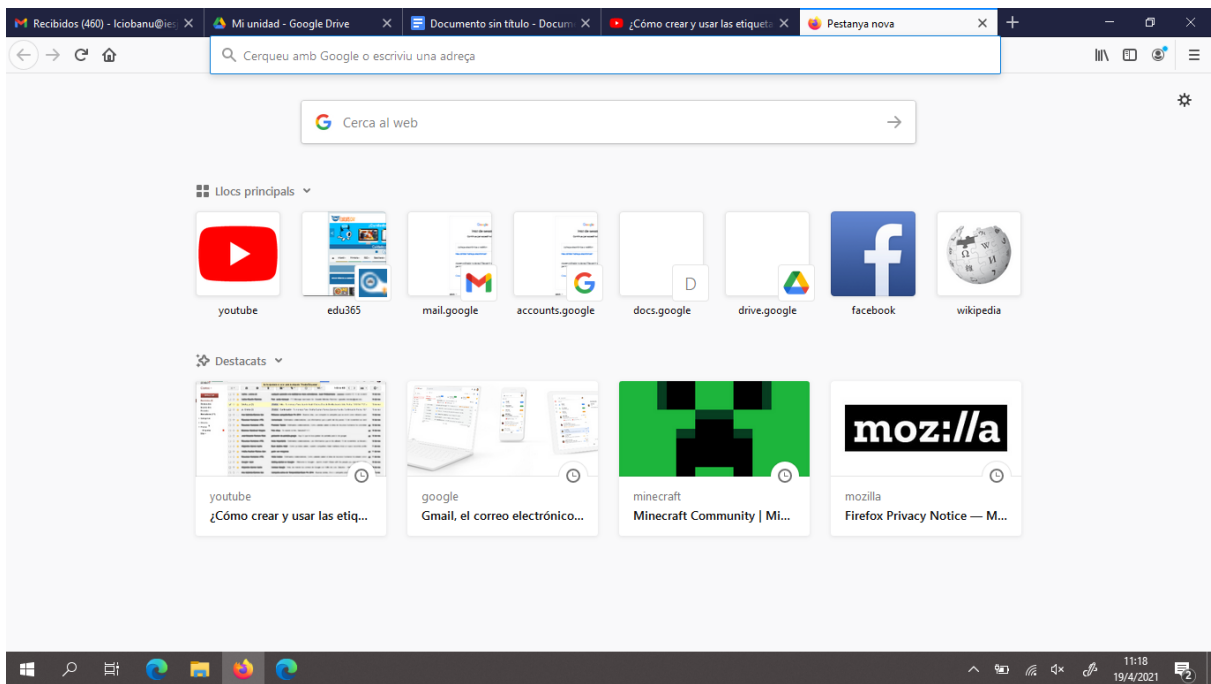 Recibidos (460) - lciobanu@iesj
Mi unidad - Google Drive
Documento sin título - Docum
¿Cómo crear y usar las etiqueta
Pestanya nova
Cerqueu amb Google o escriviu una adreça
Cerca al web
Llocs principals
youtube
edu365
mail.google
accounts.google
D
docs.google
drive.google
facebook
wikipedia
Destacats
moz://a
youtube
¿Cómo crear y usar las etiq...
google
Gmail, el correo electrónico...
minecraft
Minecraft Community | Mi...
mozilla
Firefox Privacy Notice — M...
11:18
19/4/2021
2